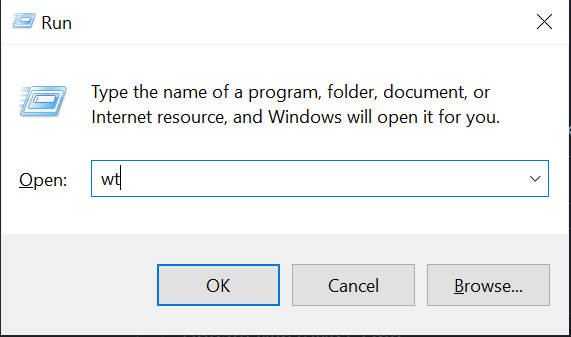 Run
Type the name of a program, folder, document, or
Internet resource, and Windows will open it for you.
Open: wt
OK Cancel Browse...